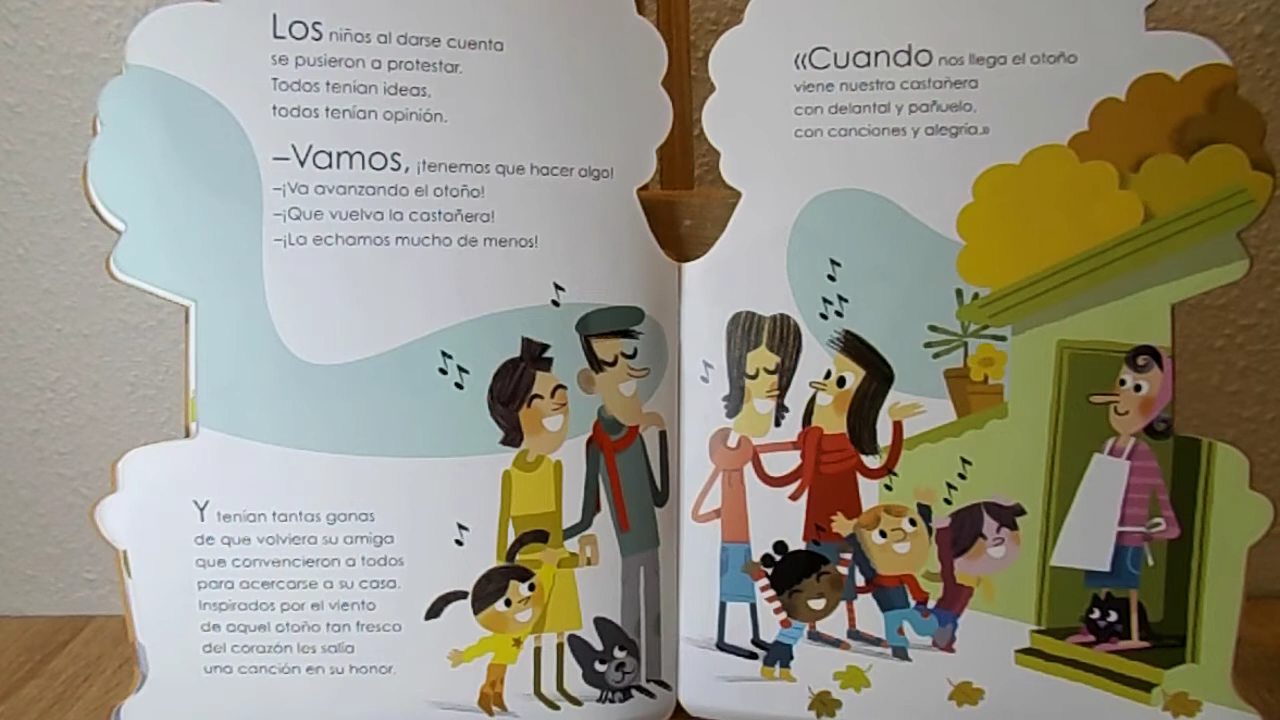 Los niños al darse cuenta
se pusieron a protestar.
Todos tenían ideas,
todos tenían opinión.
–Vamos, ¡tenemos que hacer algo!
–¡Va avanzando el otoño!
–¡Que vuelva la castañera!
–¡La echamos mucho de menos!
Y tenían tantas ganas
de que volviera su amiga
que convencieron a todos
para acercarse a su casa.
Inspirados por el viento
de aquel otoño tan fresco
del corazón les salía
una canción en su honor.
«Cuando nos llega el otoño
viene nuestra castañera
con delantal y pañuelo,
con canciones y alegría.»